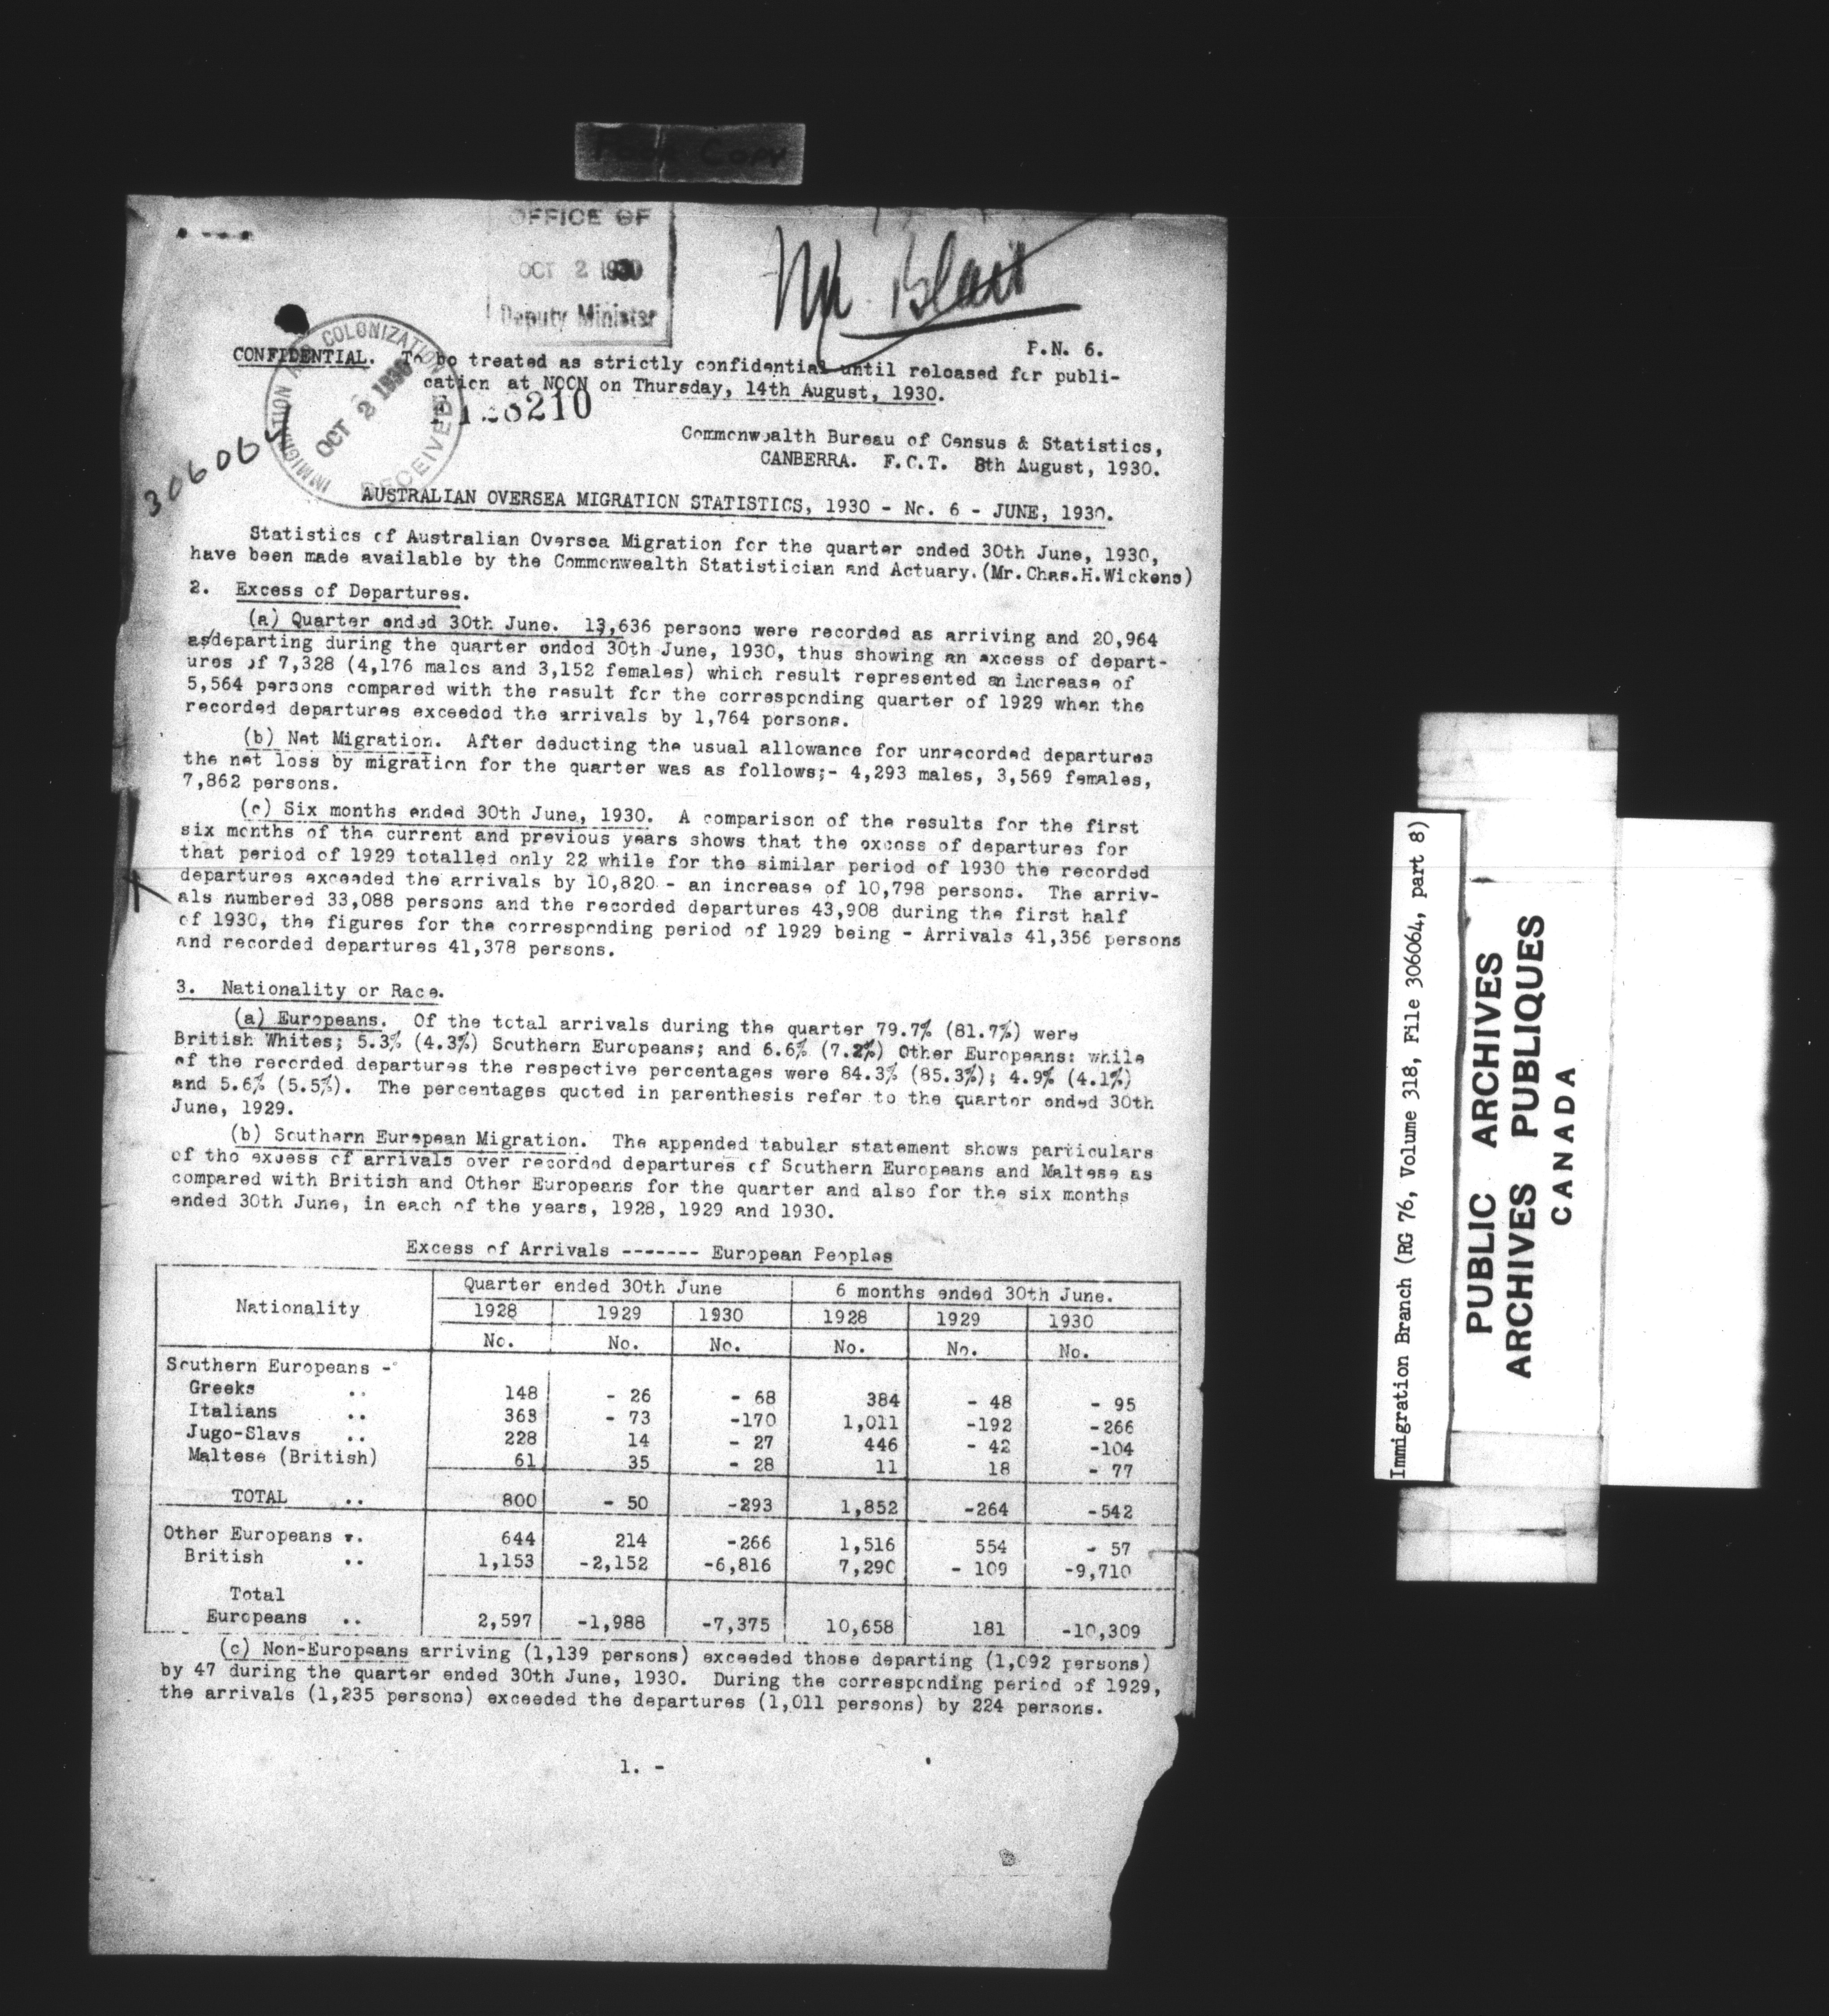 Poor Copy
OFFICE OF
OCT 2 1930
Deputy Minister
Mr Blair
IMMIGRATION AND COLONIZATION
OCT 2 1930
RECEIVED
306064
8210
P.N. 6.
CONFIDENTIAL. To be treated as strictly confidential until released for publi-
cation at NOON on Thursday, 14th August, 1930.
Commonwealth Bureau of Census & Statistics,
CANBERRA. F.C.T. 8th August, 1930.
AUSTRALIAN OVERSEA MIGRATION STATISTICS, 1930 - No. 6 - JUNE, 1930.
Statistics of Australian Oversea Migration for the quarter ended 30th June, 1930,
have been made available by the Commonwealth Statistician and Actuary.(Mr.Chas.H.Wickens)
2. Excess of Departures.
(a) Quarter ended 30th June. 13,636 persons were recorded as arriving and 20,964
as/departing during the quarter ended 30th June, 1930, thus showing an excess of depart-
ures of 7,328 (4,176 males and 3,152 females) which result represented an increase of
5,564 persons compared with the result for the corresponding quarter of 1929 when the
recorded departures exceeded the arrivals by 1,764 persons.
(b) Net Migration. After deducting the usual allowance for unrecorded departures
the net loss by migration for the quarter was as follows;- 4,293 males, 3,569 females,
7,862 persons.
(c) Six months ended 30th June, 1930. A comparison of the results for the first
six months of the current and previous years shows that the excess of departures for
that period of 1929 totalled only 22 while for the similar period of 1930 the recorded
departures exceeded the arrivals by 10,820 - an increase of 10,798 persons. The arriv-
als numbered 33,088 persons and the recorded departures 43,908 during the first half
of 1930, the figures for the corresponding period of 1929 being - Arrivals 41,356 persons
and recorded departures 41,378 persons.
3. Nationality or Race.
(a) Europeans. Of the total arrivals during the quarter 79.7% (81.7%) were
British Whites; 5.3% (4.3%) Southern Europeans; and 6.6% (7.2%) Other Europeans: while
of the recorded departures the respective percentages were 84.3% (85.3%); 4.9% (4.1%)
and 5.6% (5.5%). The percentages quoted in parenthesis refer to the quarter ended 30th
June, 1929.
(b) Southern European Migration. The appended tabular statement shows particulars
of the excess of arrivals over recorded departures of Southern Europeans and Maltese as
compared with British and Other Europeans for the quarter and also for the six months
ended 30th June, in each of the years, 1928, 1929 and 1930.
Excess of Arrivals ------- European Peoples
Nationality Quarter ended 30th June 6 months ended 30th June.
1928 1929 1930 1928 1929 1930
No. No. No. No. No. No.
Southern Europeans -
Greeks .. 148 - 26 - 68 384 - 48 - 95
Italians .. 363 - 73 -170 1,011 -192 -266
Jugo-Slavs .. 228 14 - 27 446 - 42 -104
Maltese (British) 61 35 - 28 11 18 - 77
TOTAL .. 800 - 50 -293 1,852 -264 -542
Other Europeans .. 644 214 -266 1,516 554 - 57
British .. 1,153 -2,152 -6,816 7,290 - 109 -9,710
Total
Europeans .. 2,597 -1,988 -7,375 10,658 181 -10,309
(c) Non-Europeans arriving (1,139 persons) exceeded those departing (1,092 persons)
by 47 during the quarter ended 30th June, 1930. During the corresponding period of 1929,
the arrivals (1,235 persons) exceeded the departures (1,011 persons) by 224 persons.
1. -
Immigration Branch (RG 76, Volume 318, File 306064, part 8)
PUBLIC ARCHIVES
ARCHIVES PUBLIQUES
CANADA